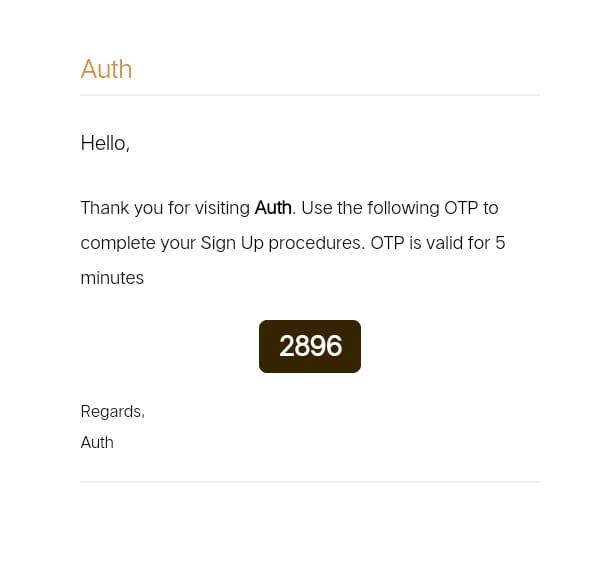 Auth
Hello,
Thank you for visiting Auth. Use the following OTP to
complete your Sign Up procedures. OTP is valid for 5
minutes
2896
Regards,
Auth